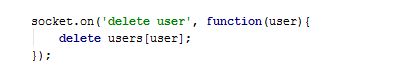 socket.on('delete user', function(user){
    delete users[user];
});